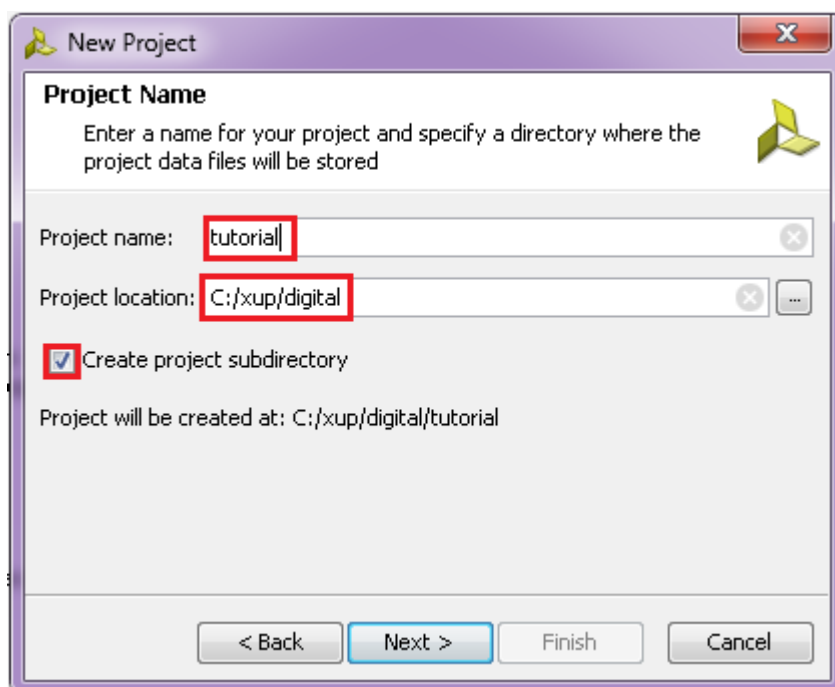 New Project
Project Name
Enter a name for your project and specify a directory where the
project data files will be stored
Project name: tutorial
Project location: C:/xup/digital ...
Create project subdirectory
Project will be created at: C:/xup/digital/tutorial
< Back Next > Finish Cancel